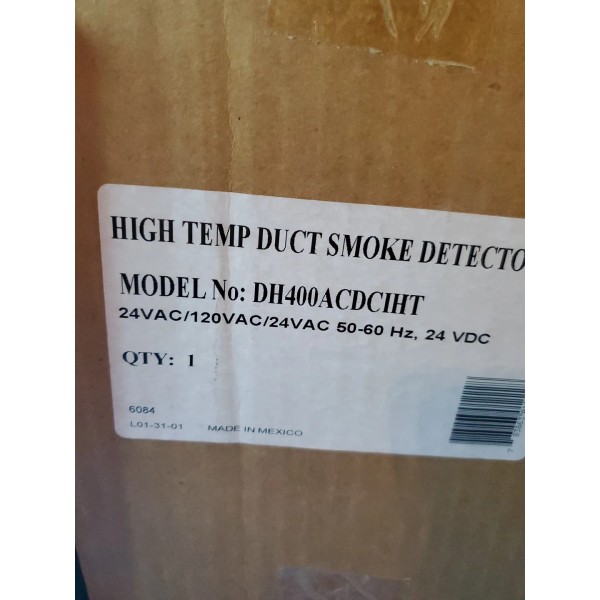 HIGH TEMP DUCT SMOKE DETECTO
MODEL No: DH400ACDCIHT
24VAC/120VAC/24VAC 50-60 Hz, 24 VDC
QTY: 1
6084
L01-31-01 MADE IN MEXICO